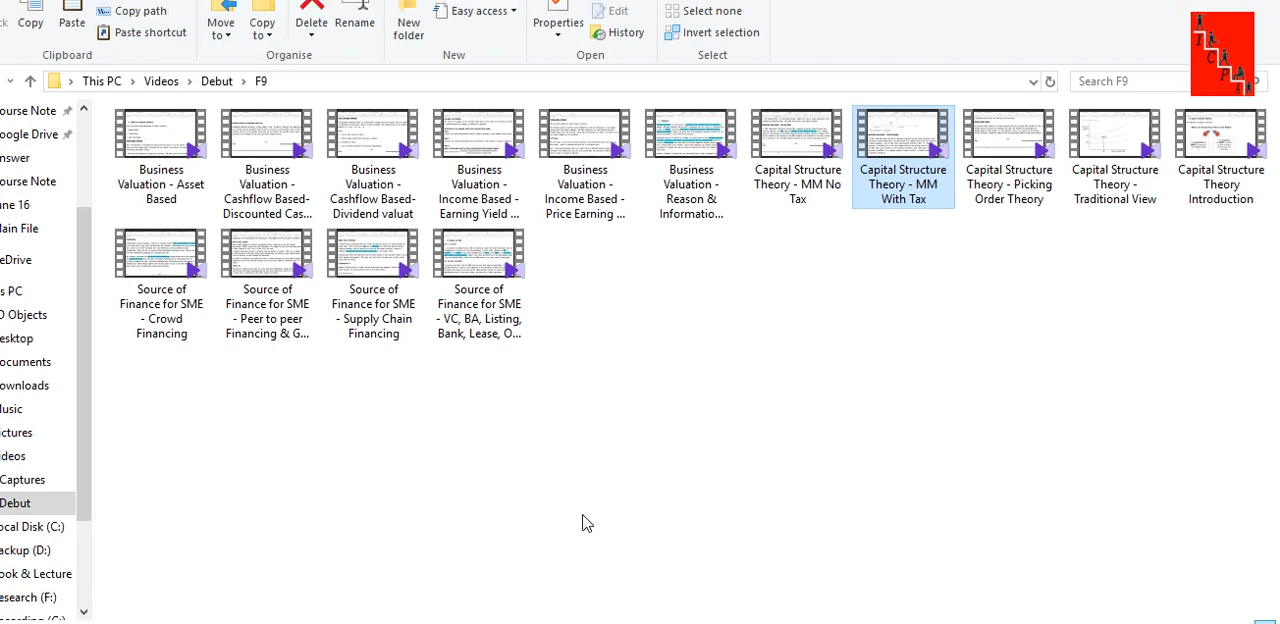 Copy
Paste
Copy path
Paste shortcut
Clipboard
Move
to
Copy
to
Delete
Rename
Organise
New
folder
Easy access
New
Properties
Edit
History
Open
Select none
Invert selection
Select
This PC
Videos
Debut
F9
Search F9
I
C
P
A
ourse Note
oogle Drive
nswer
ourse Note
une 16
ain File
eDrive
s PC
D Objects
esktop
ocuments
ownloads
usic
ictures
ideos
Captures
Debut
ocal Disk (C:)
ackup (D:)
ook & Lecture
esearch (F:)
Business
Valuation - Asset
Based
Business
Valuation -
Cashflow Based-
Discounted Cas...
Business
Valuation -
Cashflow Based-
Dividend valuat
Business
Valuation -
Income Based -
Earning Yield ...
Business
Valuation -
Income Based -
Price Earning ...
Business
Valuation -
Reason &
Informatio...
Capital Structure
Theory - MM No
Tax
Capital Structure
Theory - MM
With Tax
Capital Structure
Theory - Picking
Order Theory
Capital Structure
Theory -
Traditional View
Capital Structure
Theory
Introduction
Source of
Finance for SME
- Crowd
Financing
Source of
Finance for SME
- Peer to peer
Financing & G...
Source of
Finance for SME
- Supply Chain
Financing
Source of
Finance for SME
- VC, BA, Listing,
Bank, Lease, O...